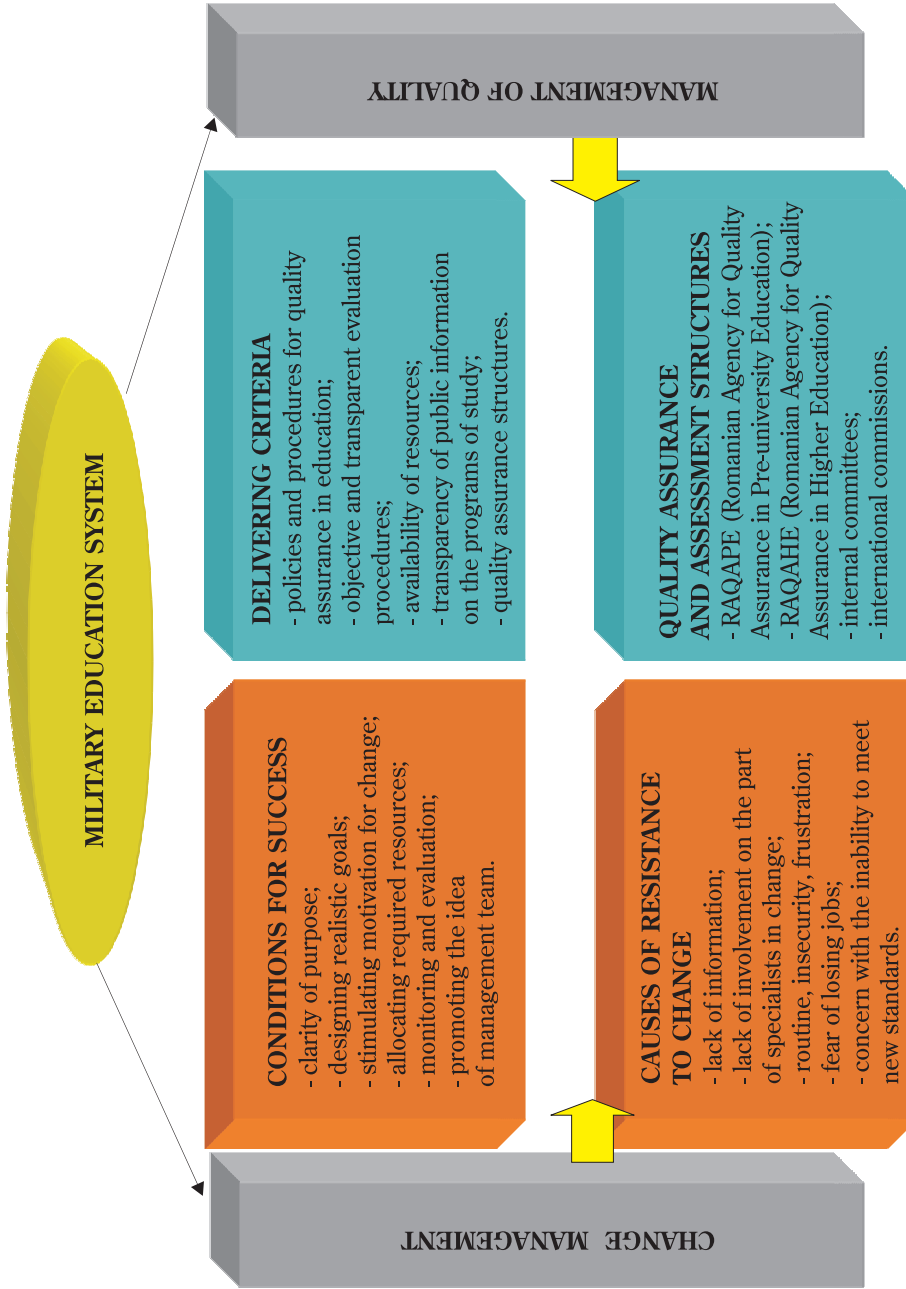 MILITARY EDUCATION SYSTEM
CHANGE MANAGEMENT
CONDITIONS FOR SUCCESS
- clarity of purpose;
- designing realistic goals;
- stimulating motivation for change;
- allocating required resources;
- monitoring and evaluation;
- promoting the idea
of management team.
CAUSES OF RESISTANCE
TO CHANGE
- lack of information;
- lack of involvement on the part
of specialists in change;
- routine, insecurity, frustration;
- fear of losing jobs;
- concern with the inability to meet
new standards.
DELIVERING CRITERIA
- policies and procedures for quality
assurance in education;
- objective and transparent evaluation
procedures;
- availability of resources;
- transparency of public information
on the programs of study;
- quality assurance structures.
QUALITY ASSURANCE
AND ASSESSMENT STRUCTURES
- RAQAPE (Romanian Agency for Quality
Assurance in Pre-university Education);
- RAQAHE (Romanian Agency for Quality
Assurance in Higher Education);
- internal committees;
- international commissions.
MANAGEMENT OF QUALITY